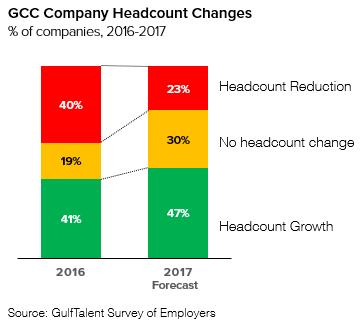 GCC Company Headcount Changes
% of companies, 2016-2017
40%
23%
Headcount Reduction
19%
30%
No headcount change
41%
47%
Headcount Growth
2016
2017
Forecast
Source: GulfTalent Survey of Employers